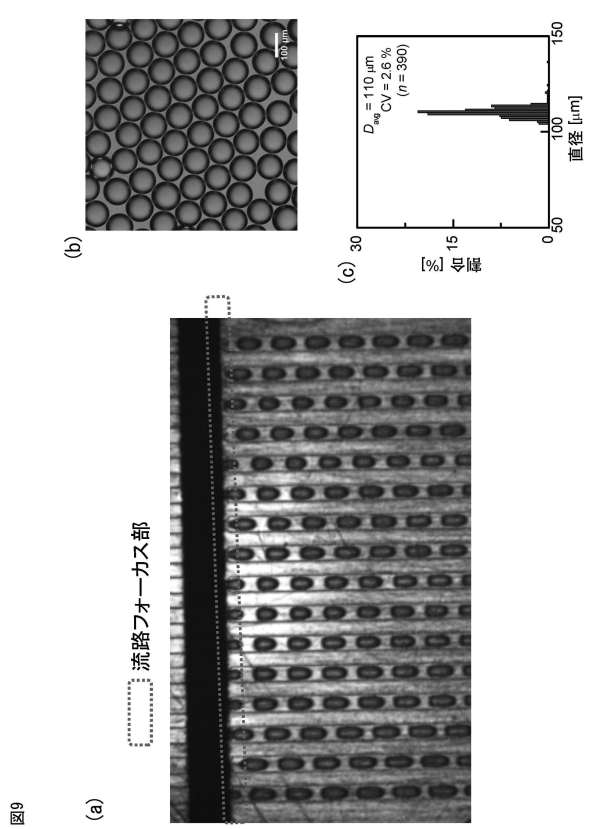 図9
(a)
流路フォーカス部
(b)
100 μm
(c)
D avg = 110 μm
CV = 2.6 %
(n = 390)
30
15
0
割合 [%]
50
100
150
直径 [μm]